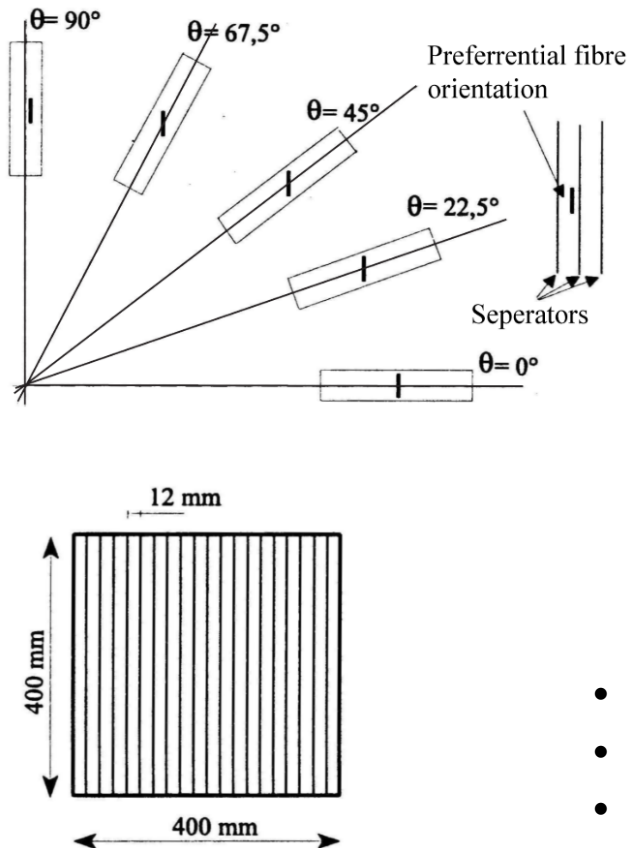 θ= 90°
θ≠ 67,5°
Preferrential fibre
orientation
θ= 45°
θ= 22,5°
Seperators
θ= 0°
12 mm
400 mm
400 mm